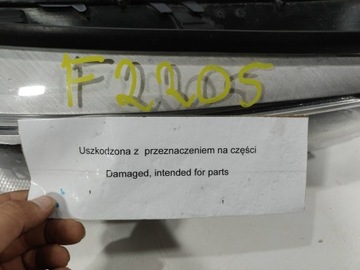 F2205
Uszkodzona z przeznaczeniem na części
Damaged, intended for parts